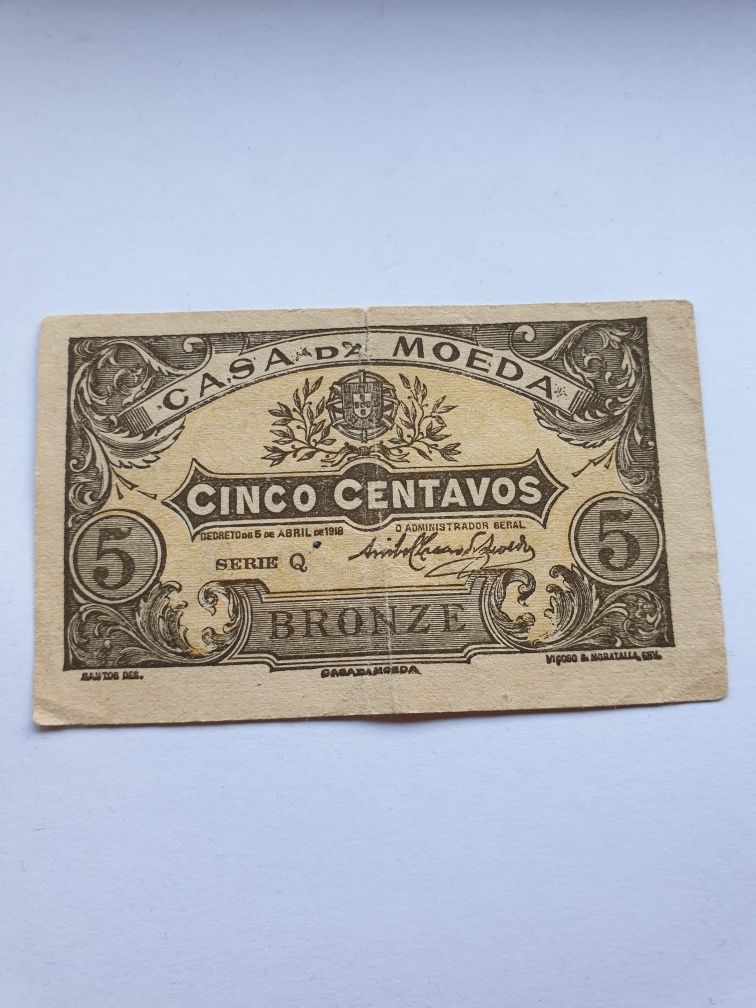 CASA DA MOEDA
CINCO CENTAVOS
5 5
DECRETO DE 5 DE ABRIL DE 1918 O ADMINISTRADOR GERAL
SERIE Q
BRONZE
SANTOS DES. CASA DA MOEDA VIÇOSO E MORATALLA, GRV.